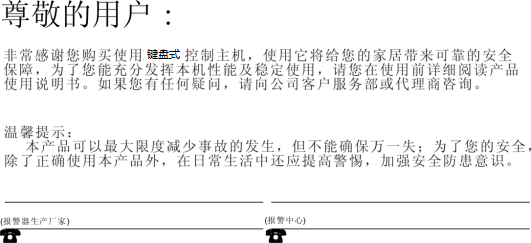 尊敬的用户：
非常感谢您购买使用键盘式控制主机，使用它将给您的家居带来可靠的安全
保障，为了您能充分发挥本机性能及稳定使用，请您在使用前详细阅读产品
使用说明书。如果您有任何疑问，请向公司客户服务部或代理商咨询。
温馨提示：
本产品可以最大限度减少事故的发生，但不能确保万一失；为了您的安全，
除了正确使用本产品外，在日常生活中还应提高警惕，加强安全防患意识。
(报警器生产厂家)
(报警中心)